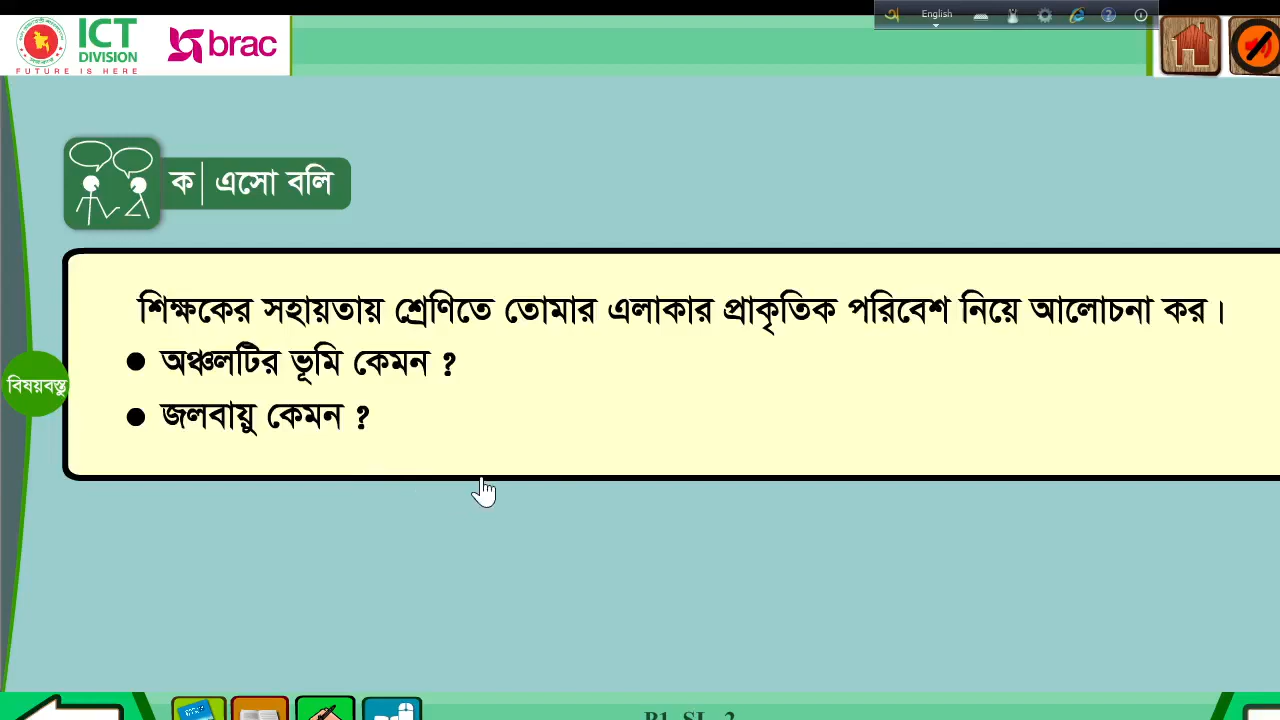 English
ICT
DIVISION
FUTURE IS HERE
brac
ক | এসো বলি
শিক্ষকের সহায়তায় শ্রেণিতে তোমার এলাকার প্রাকৃতিক পরিবেশ নিয়ে আলোচনা কর।
● অঞ্চলটির ভূমি কেমন ?
● জলবায়ু কেমন ?
বিষয়বস্তু